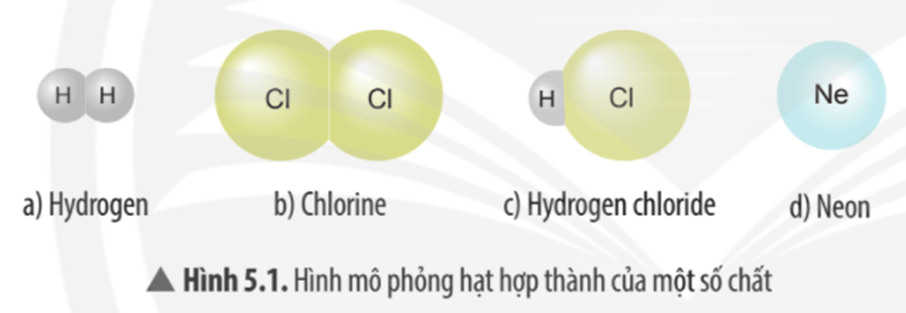 H H Cl Cl H Cl Ne
a) Hydrogen b) Chlorine c) Hydrogen chloride d) Neon
▲ Hình 5.1. Hình mô phỏng hạt hợp thành của một số chất